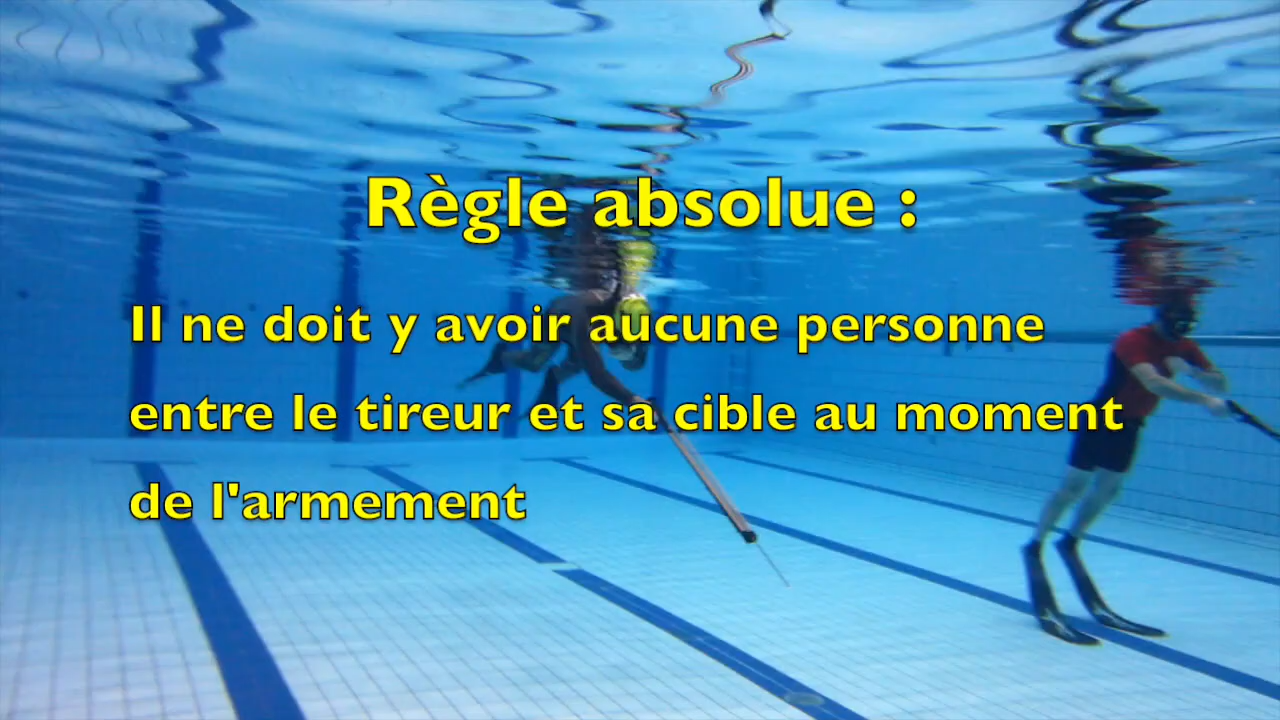 Règle absolue :
Il ne doit y avoir aucune personne
entre le tireur et sa cible au moment
de l'armement